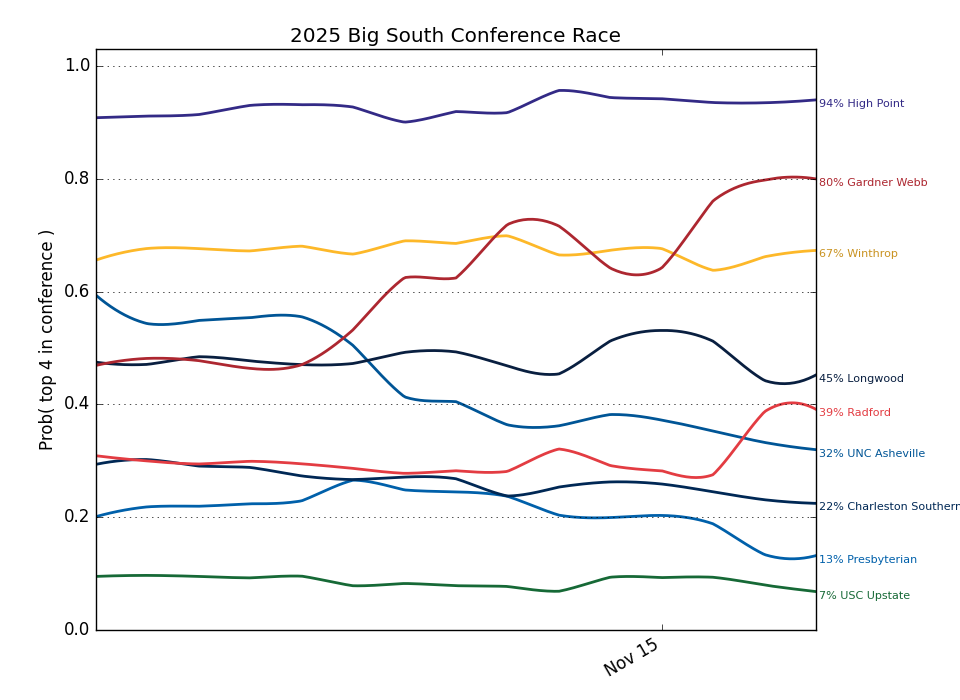 2025 Big South Conference Race
Prob( top 4 in conference )
1.0
0.8
0.6
0.4
0.2
0.0
94% High Point
80% Gardner Webb
67% Winthrop
45% Longwood
39% Radford
32% UNC Asheville
22% Charleston Southern
13% Presbyterian
7% USC Upstate
Nov 15